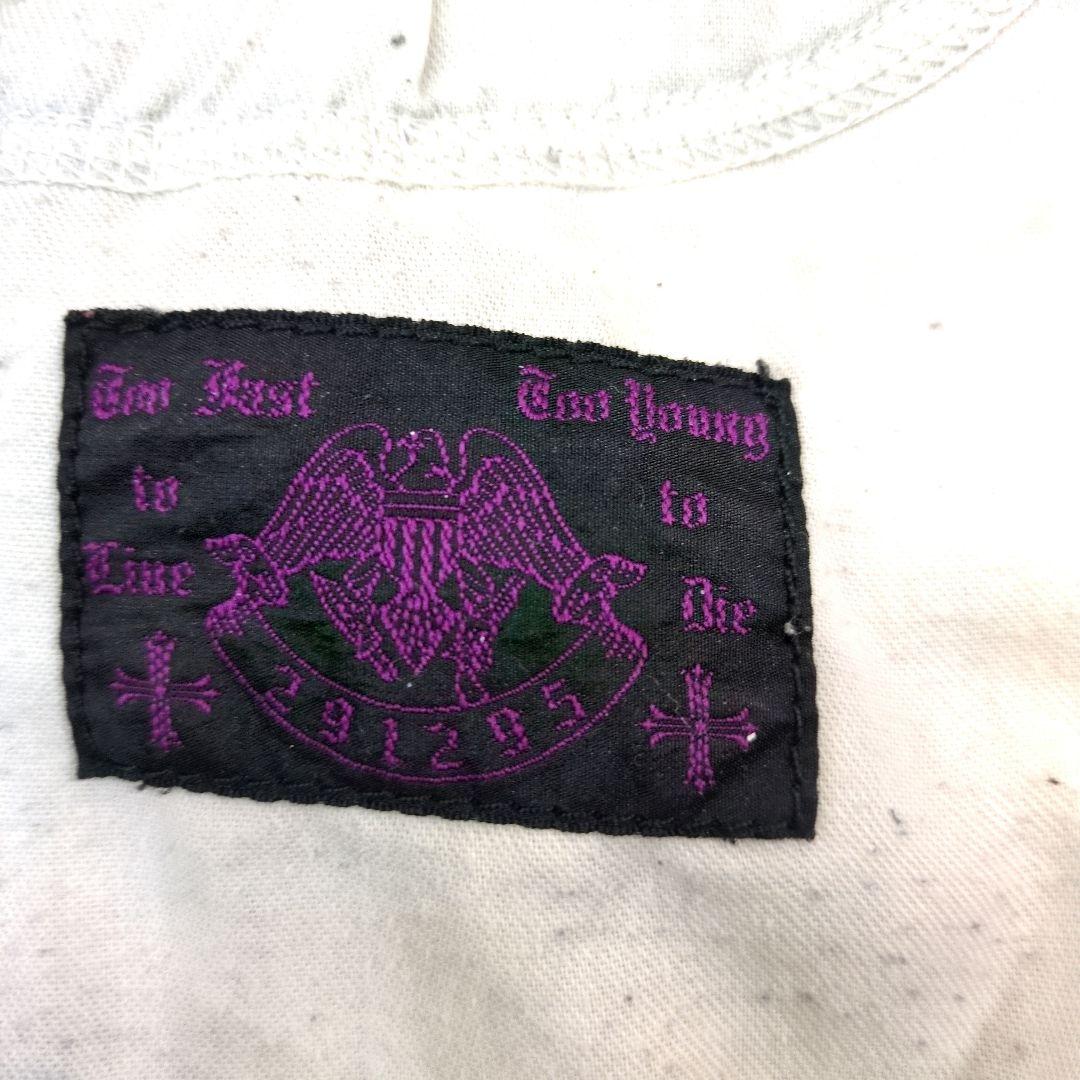 Too Fast
to
Live
Too Young
to
Die
291295